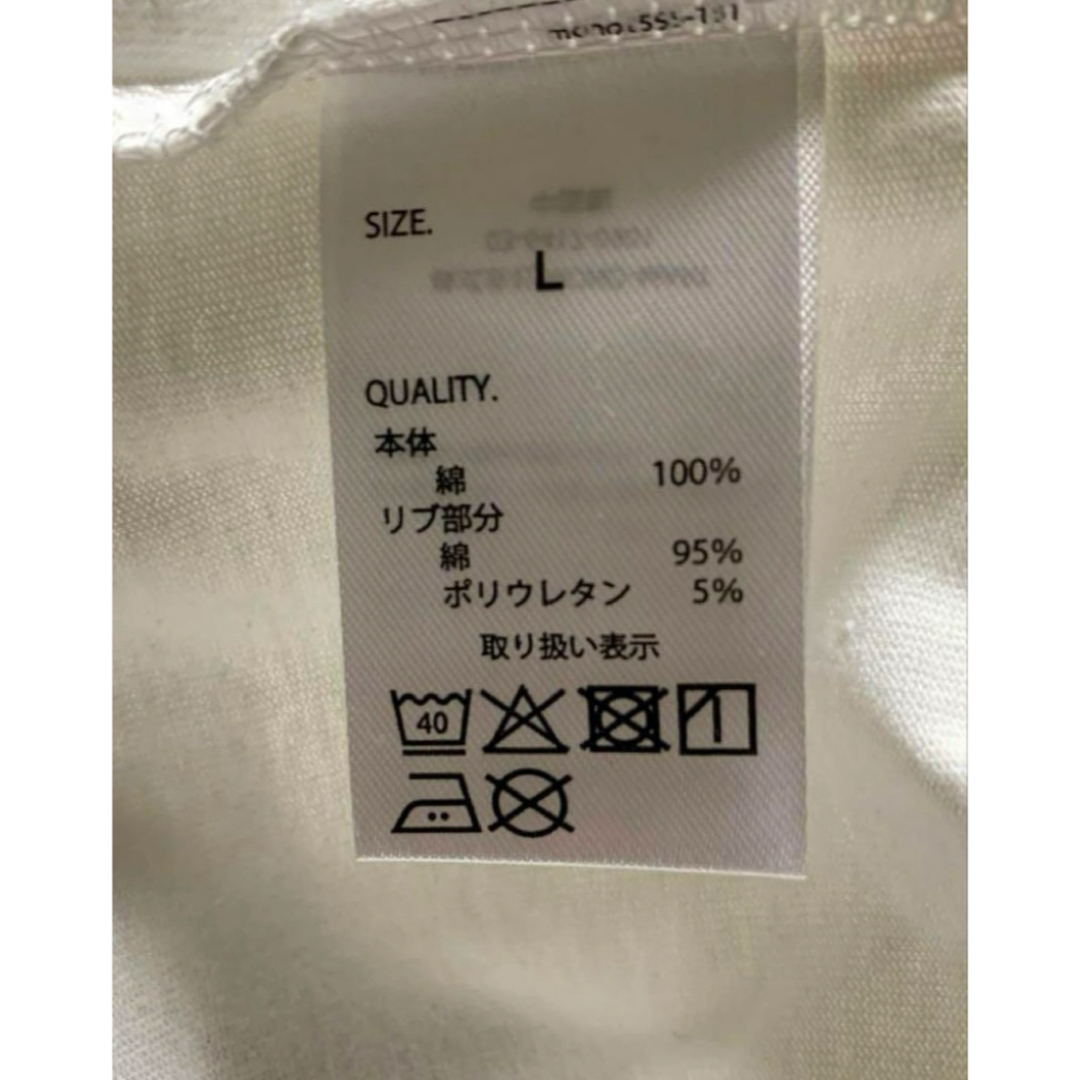 SIZE.
L
QUALITY.
本体
綿 100%
リブ部分
綿 95%
ポリウレタン 5%
取り扱い表示
40